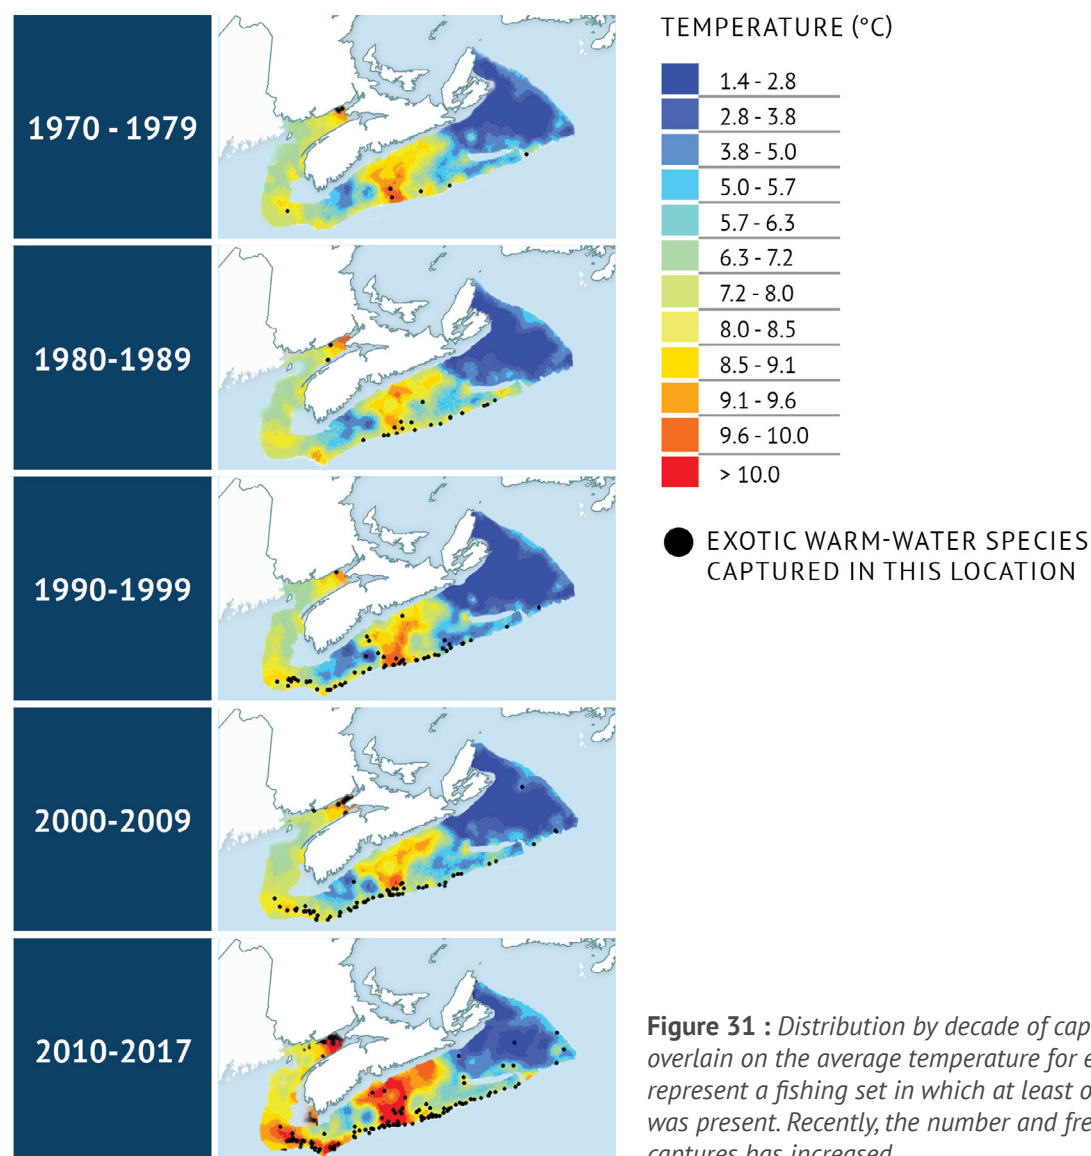 1970 - 1979
1980-1989
1990-1999
2000-2009
2010-2017
TEMPERATURE (°C)
1.4 - 2.8
2.8 - 3.8
3.8 - 5.0
5.0 - 5.7
5.7 - 6.3
6.3 - 7.2
7.2 - 8.0
8.0 - 8.5
8.5 - 9.1
9.1 - 9.6
9.6 - 10.0
> 10.0
EXOTIC WARM-WATER SPECIES
CAPTURED IN THIS LOCATION
Figure 31 : Distribution by decade of cap
overlain on the average temperature for e
represent a fishing set in which at least o
was present. Recently, the number and fre
captures has increased